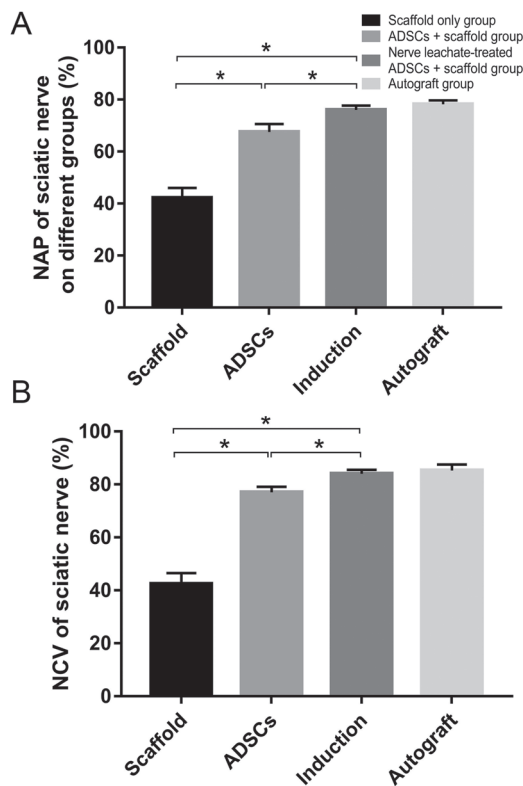 A
Scaffold only group
ADSCs + scaffold group
Nerve leachate-treated
ADSCs + scaffold group
Autograft group
NAP of sciatic nerve
on different groups (%)
100
80
60
40
20
0
*
*
*
Scaffold
ADSCs
Induction
Autograft
B
NCV of sciatic nerve (%)
100
80
60
40
20
0
*
*
*
Scaffold
ADSCs
Induction
Autograft